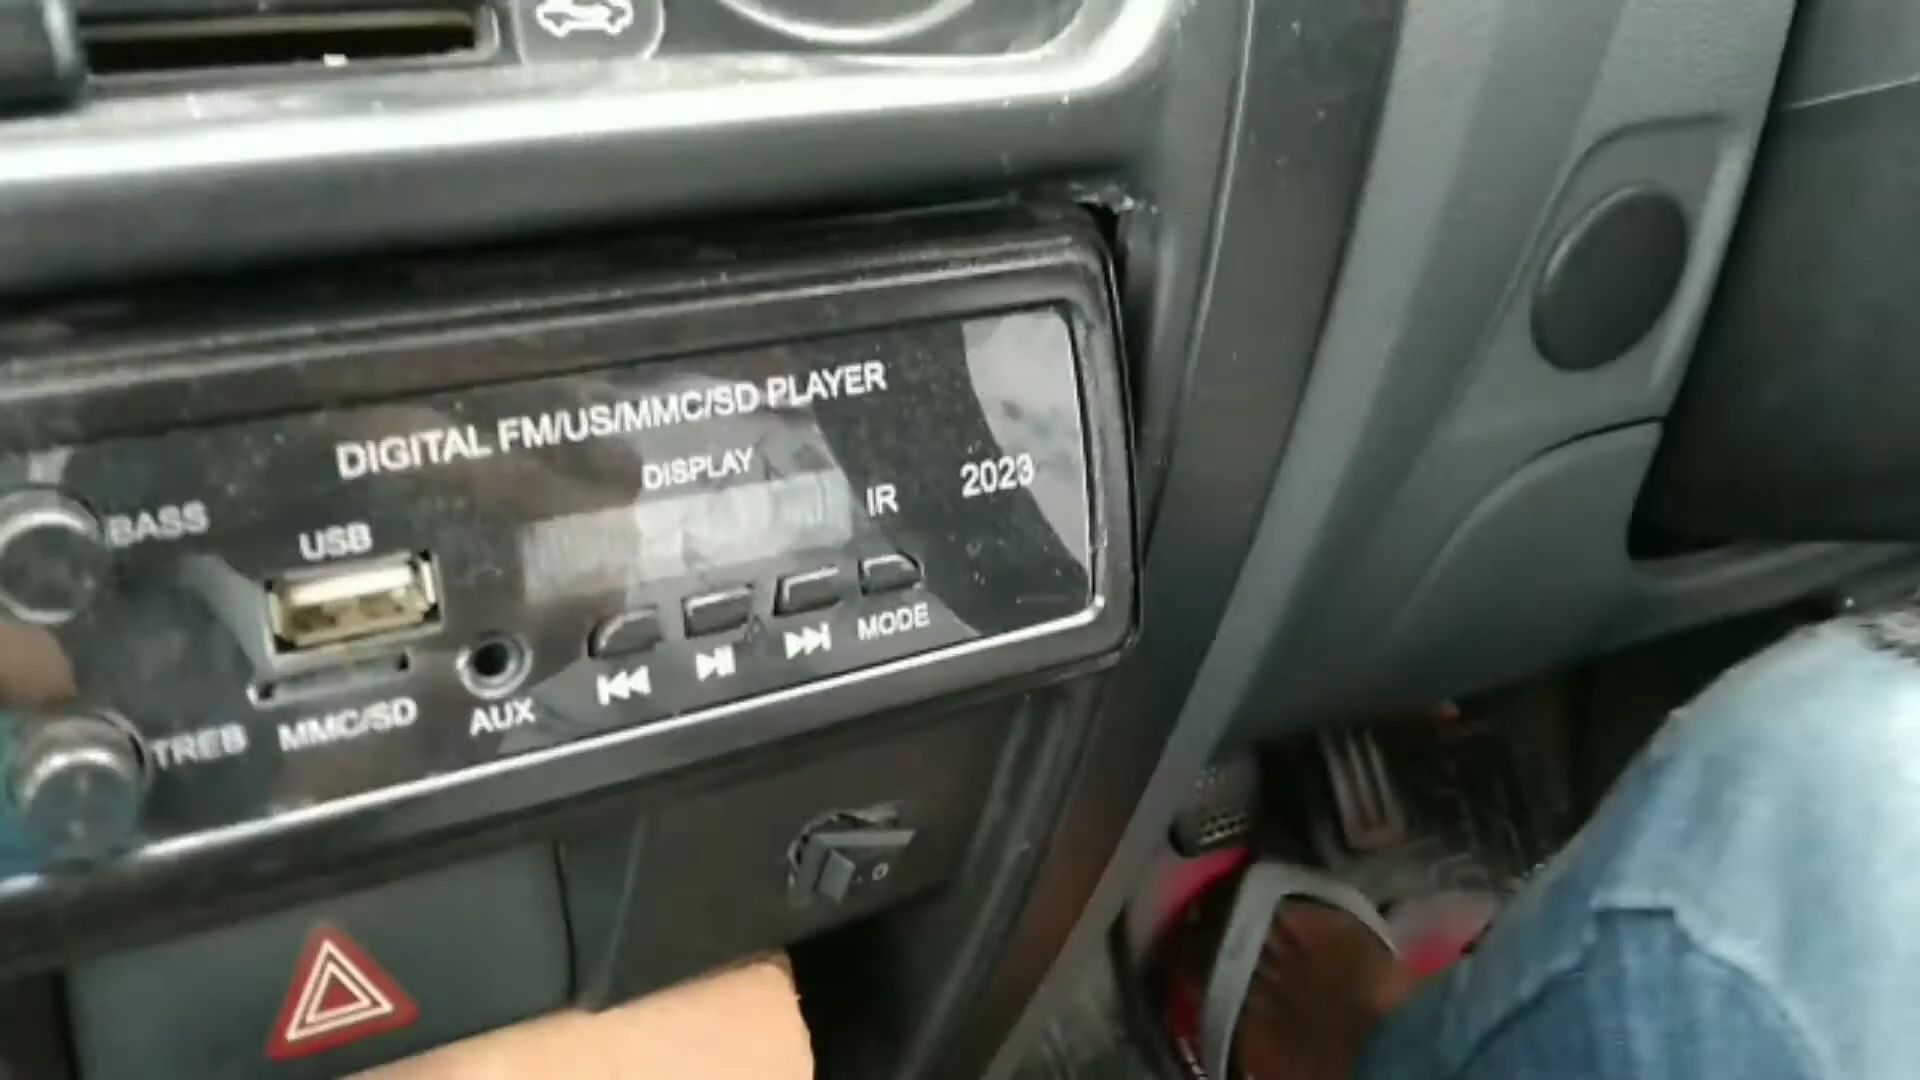 DIGITAL FM/US/MMC/SD PLAYER
DISPLAY
IR
2023
BASS
USB
MODE
TREB
MMC/SD
AUX